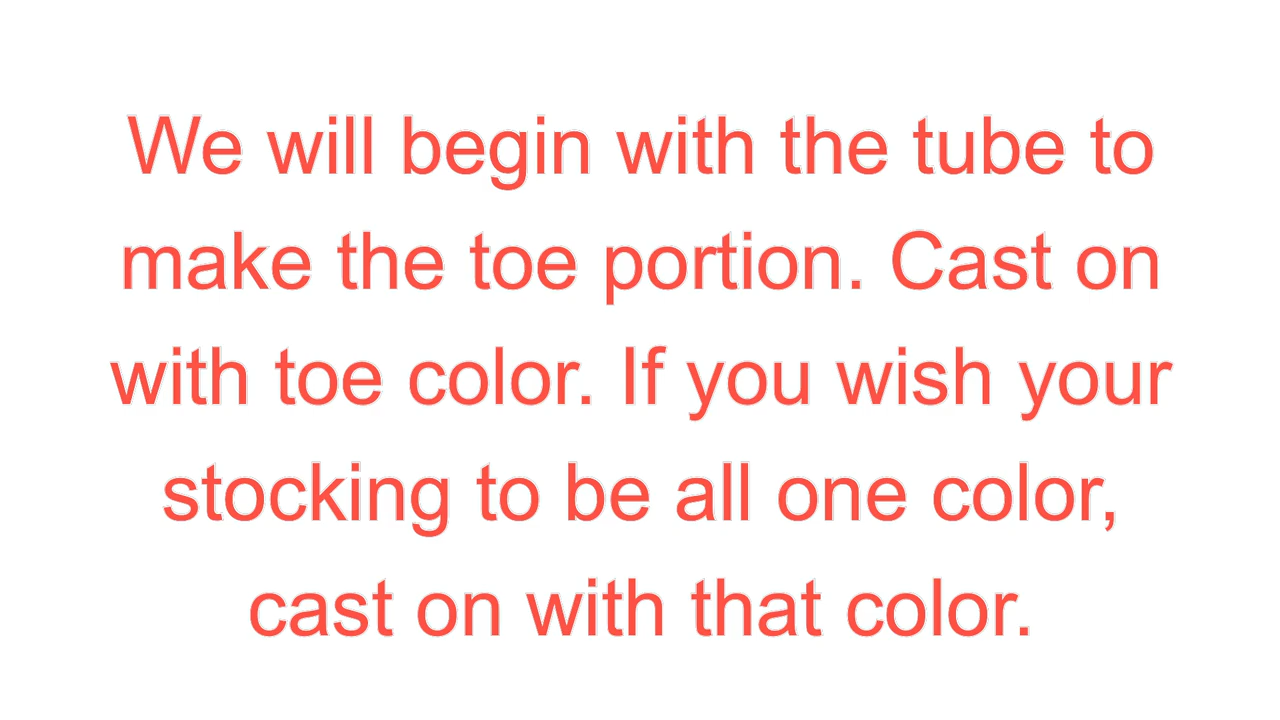 We will begin with the tube to
make the toe portion. Cast on
with toe color. If you wish your
stocking to be all one color,
cast on with that color.